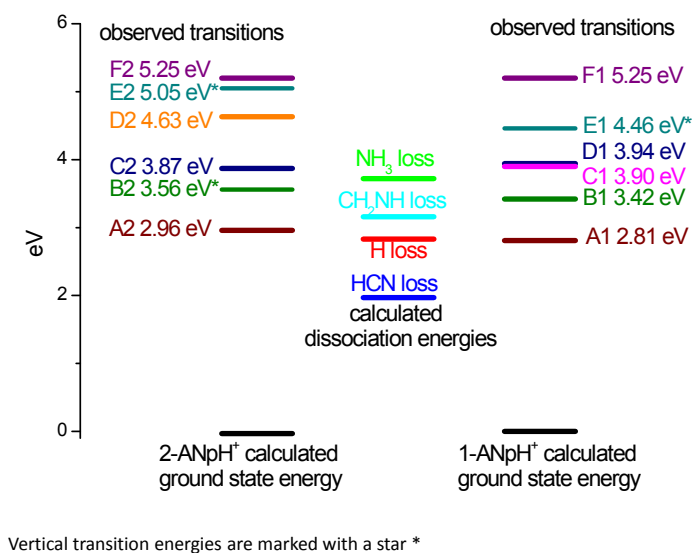 observed transitions
F2 5.25 eV
E2 5.05 eV*
D2 4.63 eV
C2 3.87 eV
B2 3.56 eV*
A2 2.96 eV
NH₃ loss
CH₂NH loss
H loss
HCN loss
calculated
dissociation energies
observed transitions
F1 5.25 eV
E1 4.46 eV*
D1 3.94 eV
C1 3.90 eV
B1 3.42 eV
A1 2.81 eV
6
4
2
0
eV
2-ANpH⁺ calculated
ground state energy
1-ANpH⁺ calculated
ground state energy
Vertical transition energies are marked with a star *